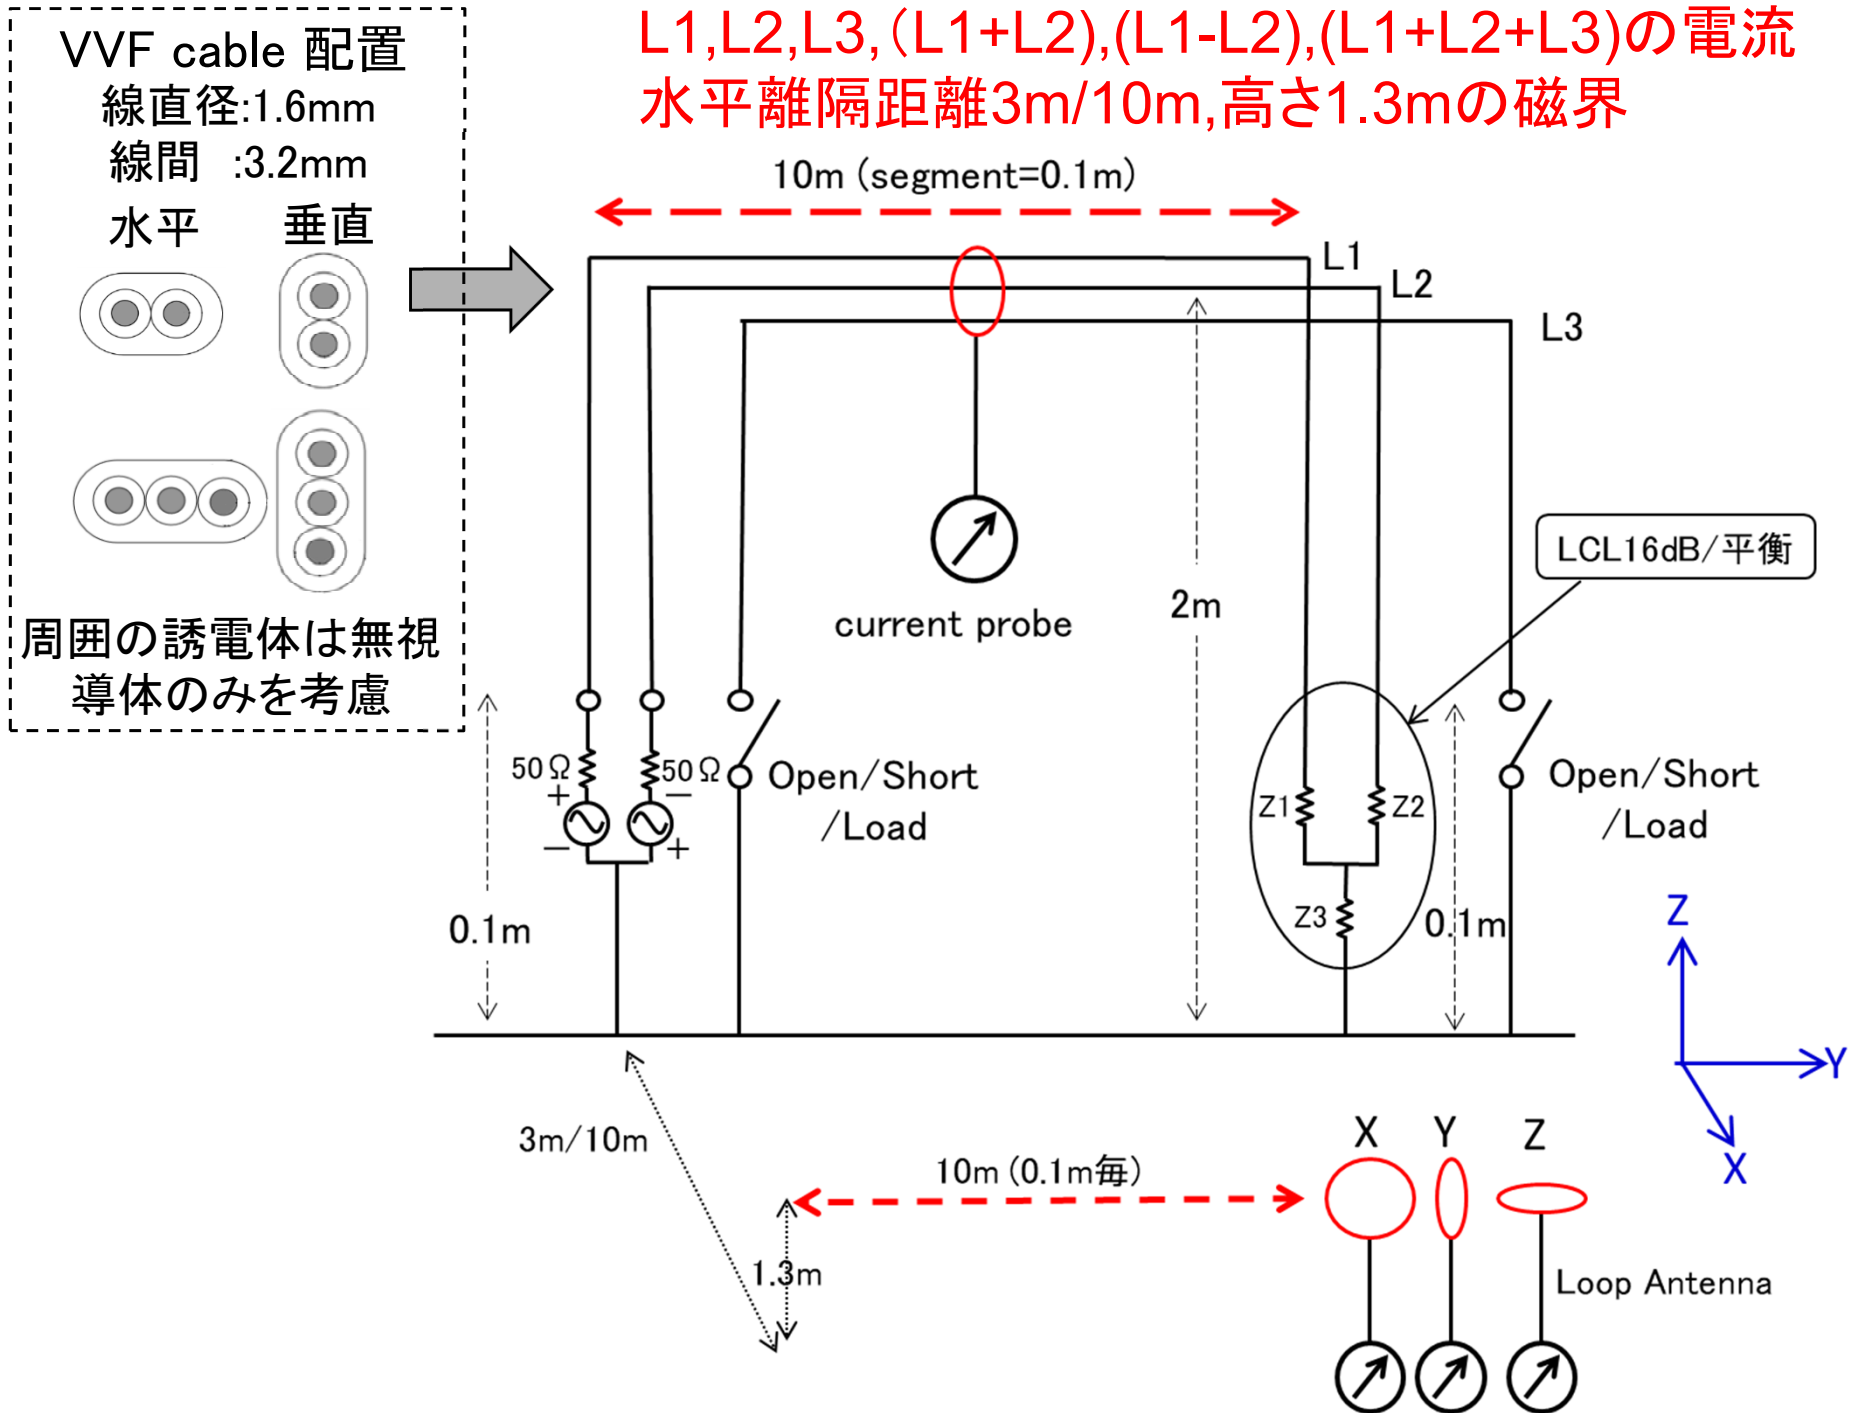 VVF cable 配置
線直径:1.6mm
線間 :3.2mm
水平 垂直
周囲の誘電体は無視
導体のみを考慮
L1,L2,L3,(L1+L2),(L1-L2),(L1+L2+L3)の電流
水平離隔距離3m/10m,高さ1.3mの磁界
10m (segment=0.1m)
L1
L2
L3
current probe
2m
LCL16dB/平衡
50Ω
+
−
50Ω
−
+
Open/Short
/Load
Z1
Z2
Z3
Open/Short
/Load
0.1m
0.1m
Z
Y
X
3m/10m
10m (0.1m毎)
1.3m
X Y Z
Loop Antenna